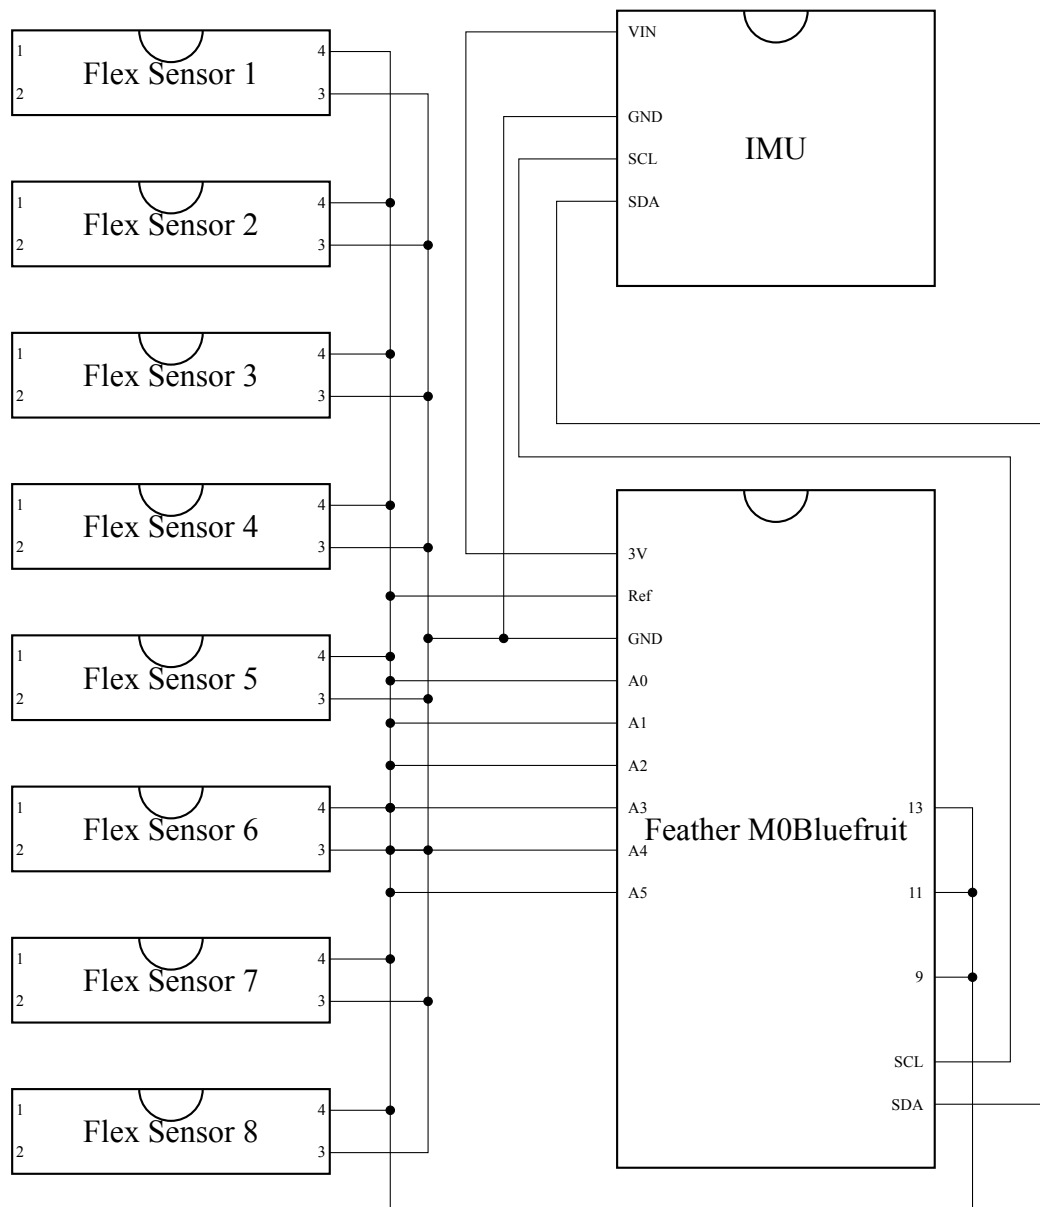 1 4
Flex Sensor 1
2 3
1 4
Flex Sensor 2
2 3
1 4
Flex Sensor 3
2 3
1 4
Flex Sensor 4
2 3
1 4
Flex Sensor 5
2 3
1 4
Flex Sensor 6
2 3
1 4
Flex Sensor 7
2 3
1 4
Flex Sensor 8
2 3
VIN
GND
IMU
SCL
SDA
3V
Ref
GND
A0
A1
A2
A3 13
Feather M0Bluefruit
A4
A5 11
9
SCL
SDA